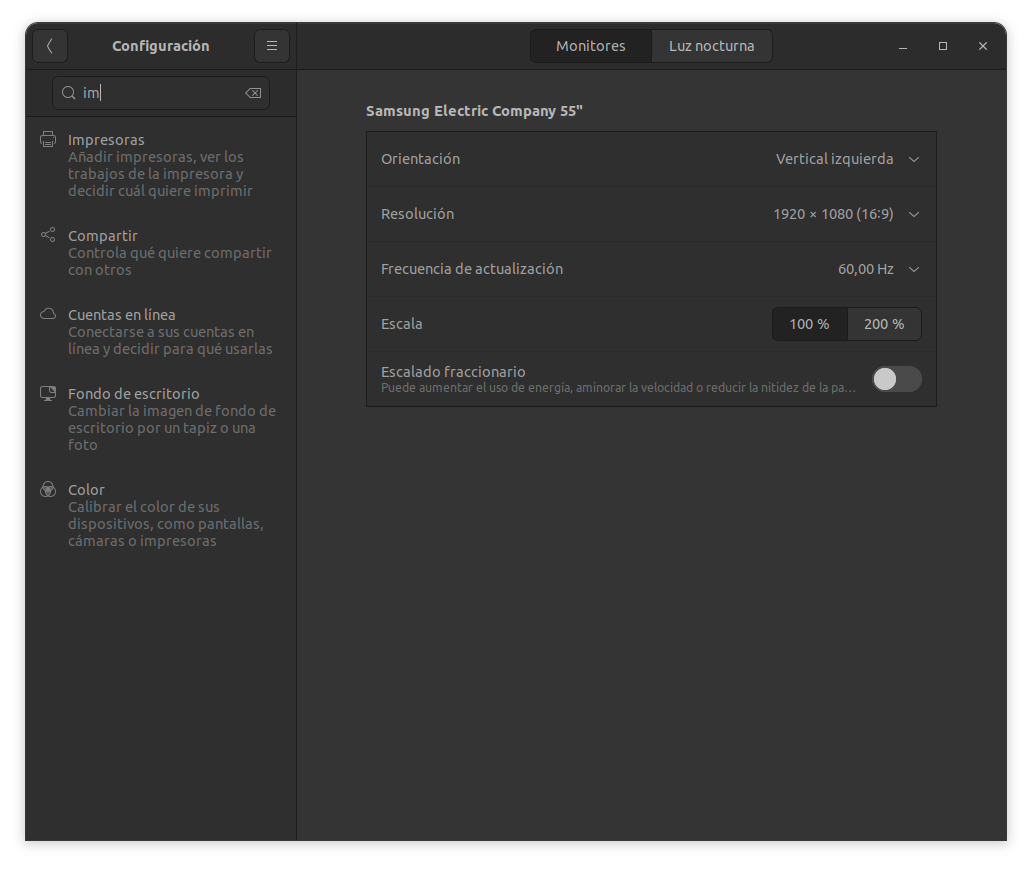 Configuración
Monitores
Luz nocturna
im
Impresoras
Añadir impresoras, ver los
trabajos de la impresora y
decidir cuál quiere imprimir
Compartir
Controla qué quiere compartir
con otros
Cuentas en línea
Conectarse a sus cuentas en
línea y decidir para qué usarlas
Fondo de escritorio
Cambiar la imagen de fondo de
escritorio por un tapiz o una
foto
Color
Calibrar el color de sus
dispositivos, como pantallas,
cámaras o impresoras
Samsung Electric Company 55"
Orientación
Vertical izquierda
Resolución
1920 × 1080 (16∶9)
Frecuencia de actualización
60,00 Hz
Escala
100 %
200 %
Escalado fraccionario
Puede aumentar el uso de energía, aminorar la velocidad o reducir la nitidez de la pa…